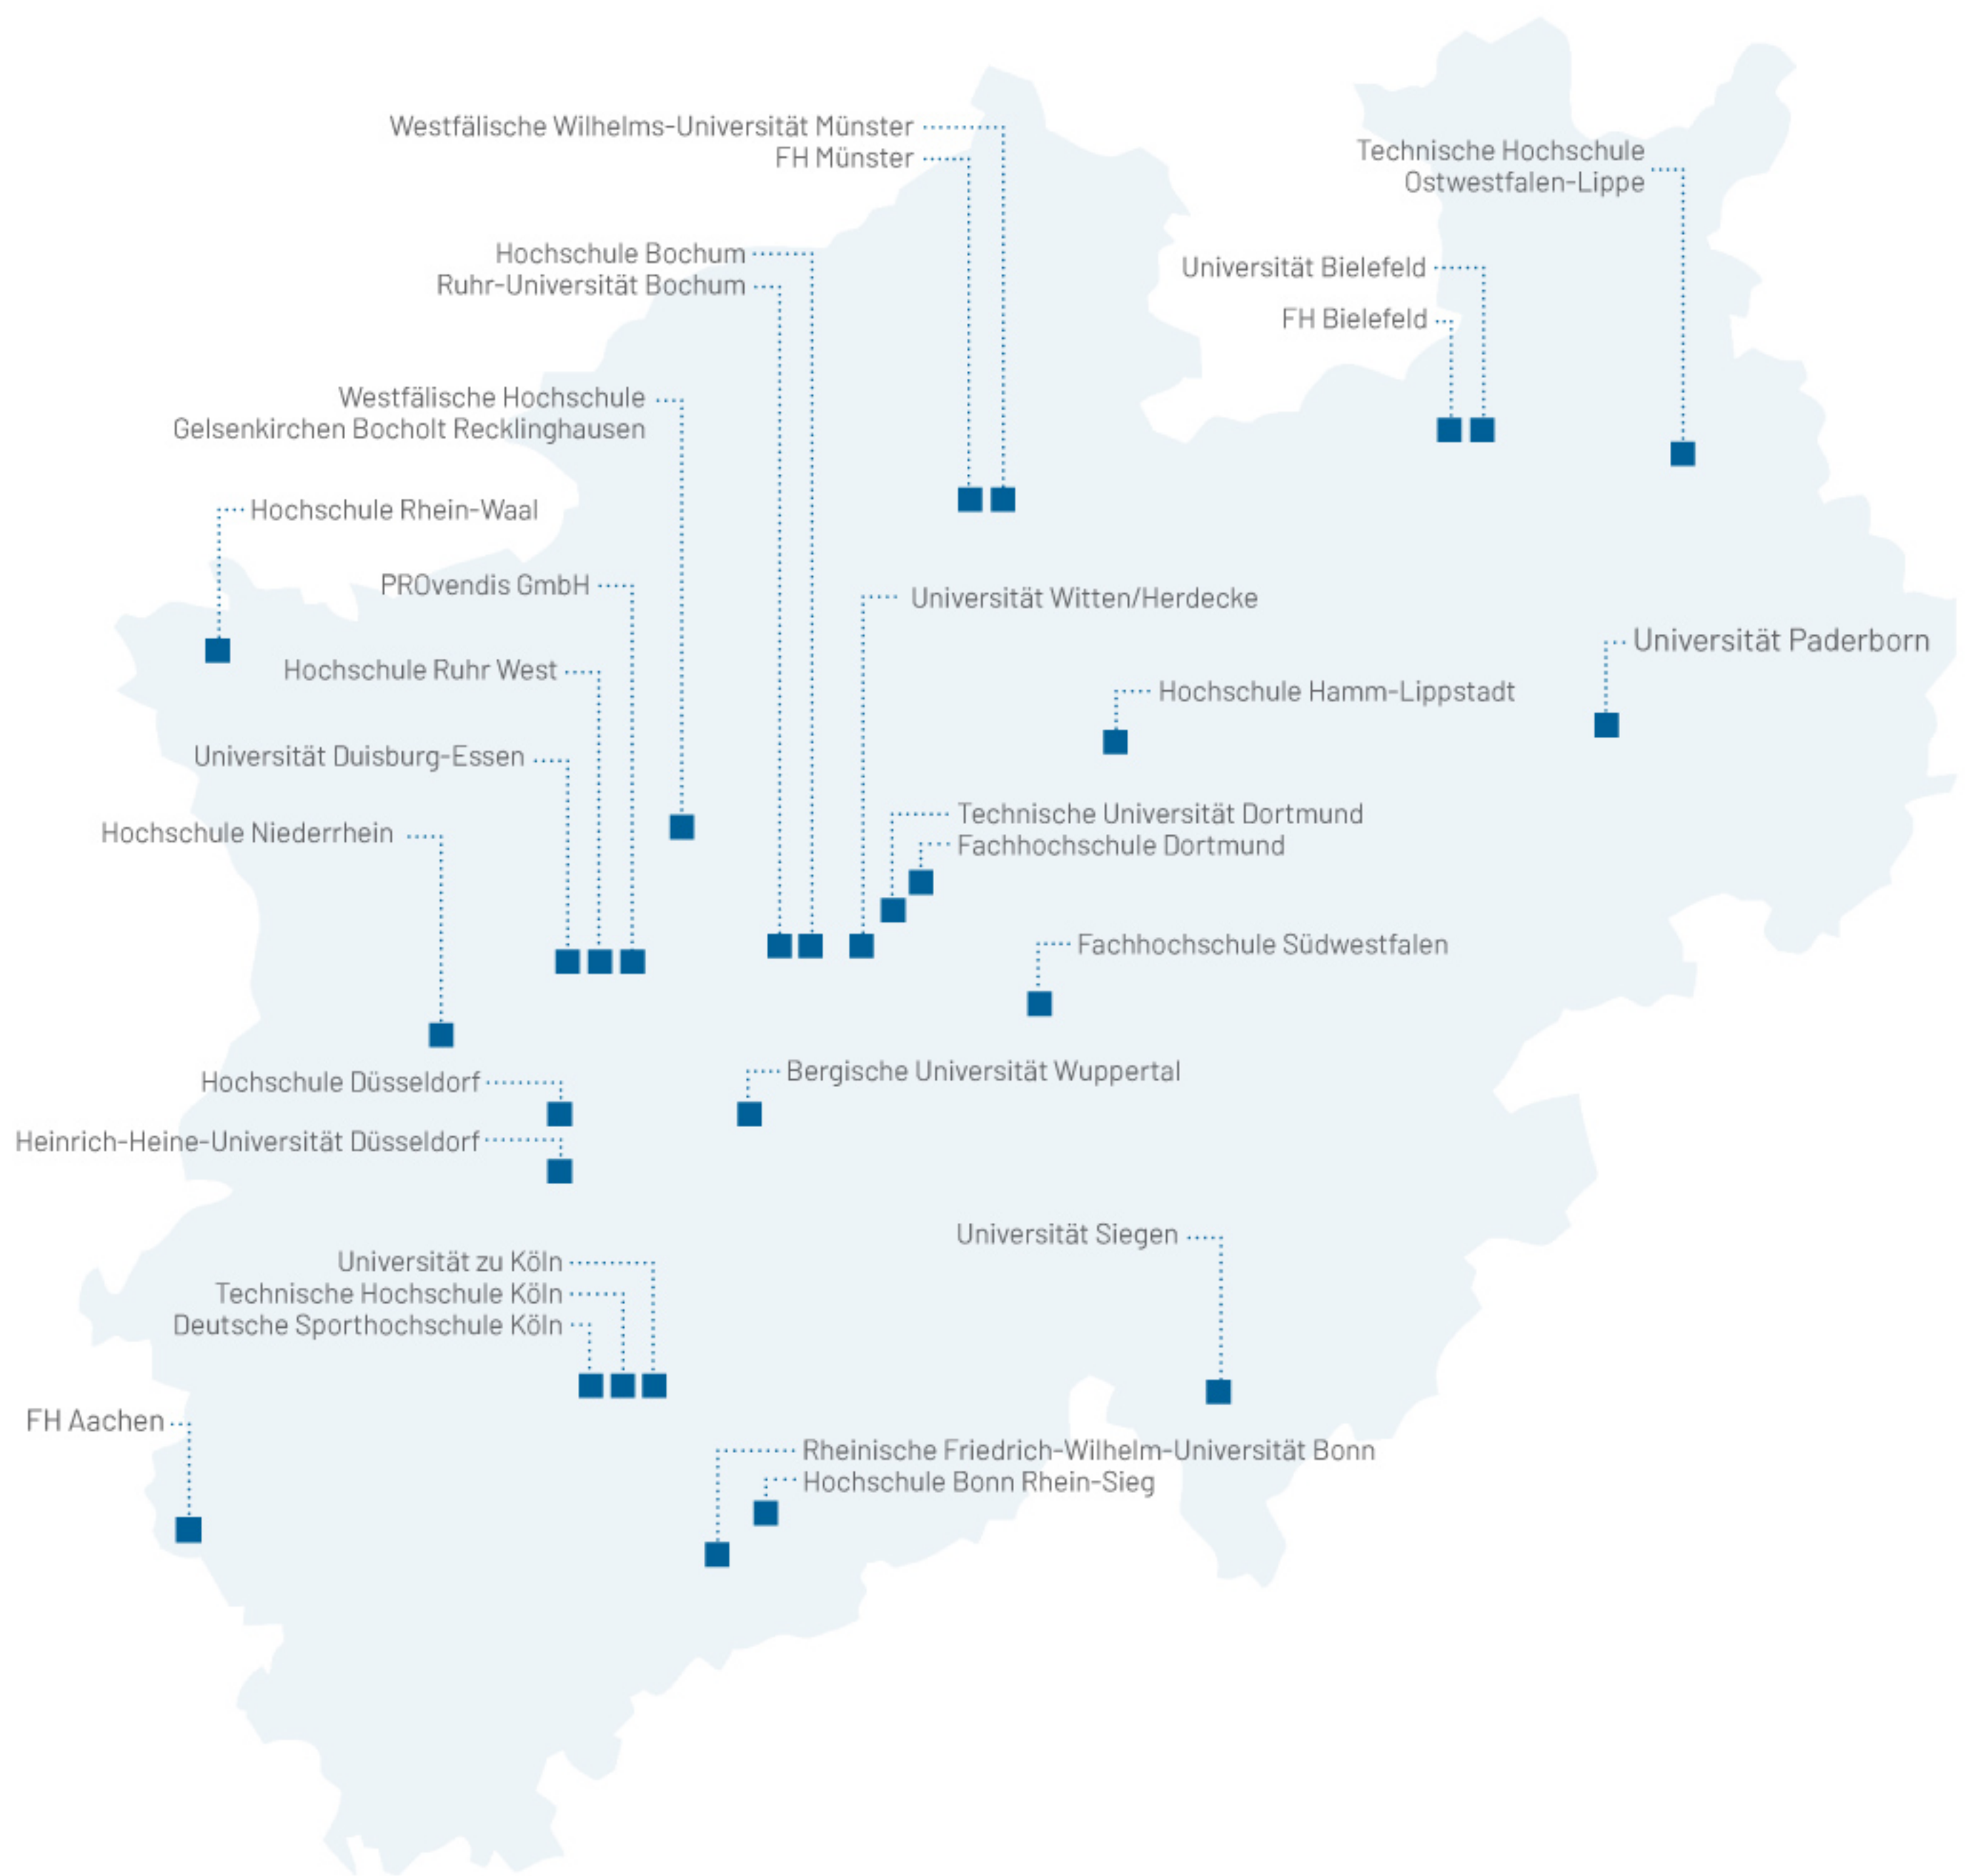 Westfälische Wilhelms-Universität Münster
FH Münster
Technische Hochschule
Ostwestfalen-Lippe
Hochschule Bochum
Ruhr-Universität Bochum
Universität Bielefeld
FH Bielefeld
Westfälische Hochschule
Gelsenkirchen Bocholt Recklinghausen
Hochschule Rhein-Waal
PROvendis GmbH
Universität Witten/Herdecke
Universität Paderborn
Hochschule Ruhr West
Hochschule Hamm-Lippstadt
Universität Duisburg-Essen
Technische Universität Dortmund
Hochschule Niederrhein
Fachhochschule Dortmund
Fachhochschule Südwestfalen
Hochschule Düsseldorf
Bergische Universität Wuppertal
Heinrich-Heine-Universität Düsseldorf
Universität Siegen
Universität zu Köln
Technische Hochschule Köln
Deutsche Sporthochschule Köln
FH Aachen
Rheinische Friedrich-Wilhelm-Universität Bonn
Hochschule Bonn Rhein-Sieg